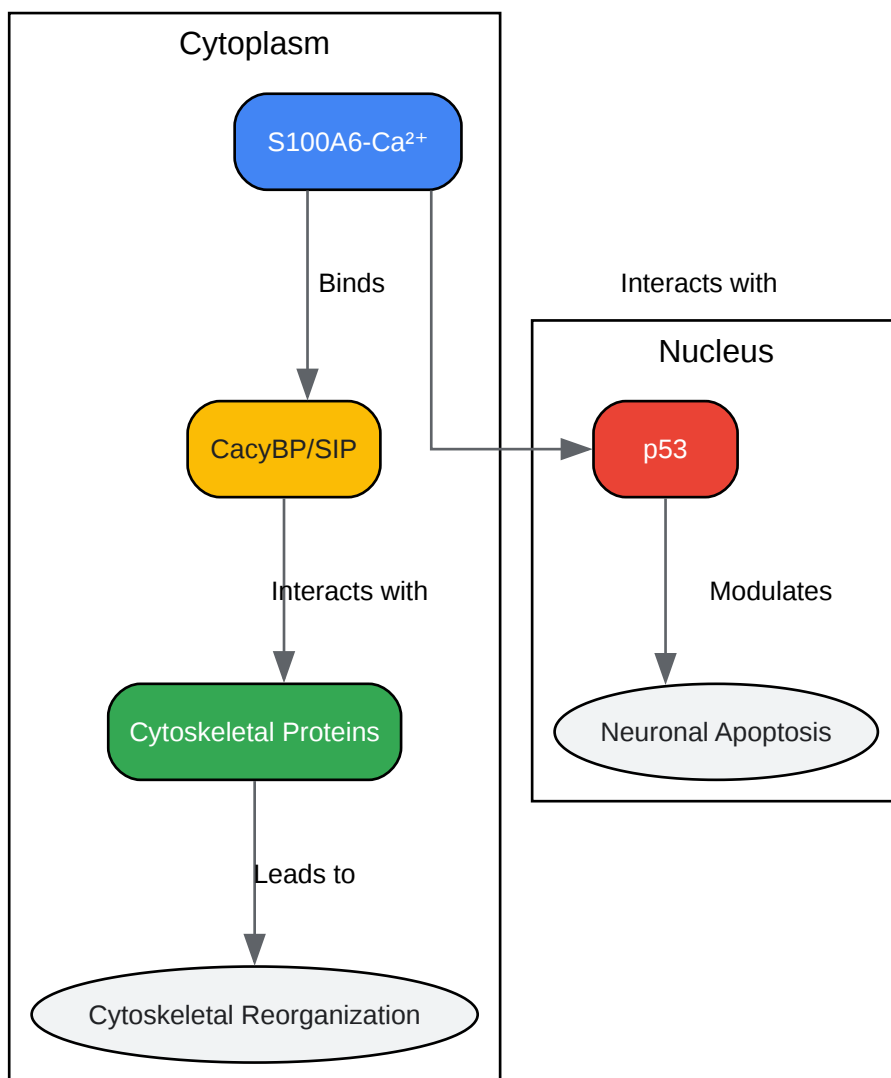 Cytoplasm
S100A6-Ca²⁺
Binds
Interacts with
Nucleus
CacyBP/SIP
p53
Interacts with
Modulates
Cytoskeletal Proteins
Neuronal Apoptosis
Leads to
Cytoskeletal Reorganization